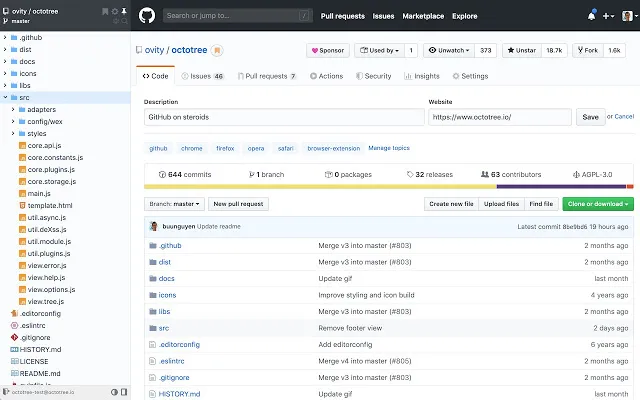 ovity / octotree
master
.github
dist
docs
icons
libs
src
adapters
config/wex
styles
core.api.js
core.constants.js
core.plugins.js
core.storage.js
main.js
template.html
util.async.js
util.deXss.js
util.module.js
util.plugins.js
view.error.js
view.help.js
view.options.js
view.tree.js
.editorconfig
.eslintrc
.gitignore
HISTORY.md
LICENSE
README.md
octotree-test@octotree.io
Search or jump to... / Pull requests Issues Marketplace Explore
ovity / octotree
Sponsor Used by 1 Unwatch 373 Unstar 18.7k Fork 1.6k
Code Issues 46 Pull requests 7 Actions Security Insights Settings
Description Website
GitHub on steroids https://www.octotree.io/ Save or Cancel
github chrome firefox opera safari browser-extension Manage topics
644 commits 1 branch 0 packages 32 releases 63 contributors AGPL-3.0
Branch: master New pull request Create new file Upload files Find file Clone or download
buunguyen Update readme Latest commit 8be9bd6 19 hours ago
.github Merge v3 into master (#803) 2 months ago
dist Merge v3 into master (#803) 2 months ago
docs Update gif last month
icons Improve styling and icon build 4 years ago
libs Merge v3 into master (#803) 2 months ago
src Remove footer view 2 days ago
.editorconfig Add editorconfig 6 years ago
.eslintrc Merge v4 into master (#805) 2 months ago
.gitignore Merge v3 into master (#803) 2 months ago
HISTORY.md Update gif last month